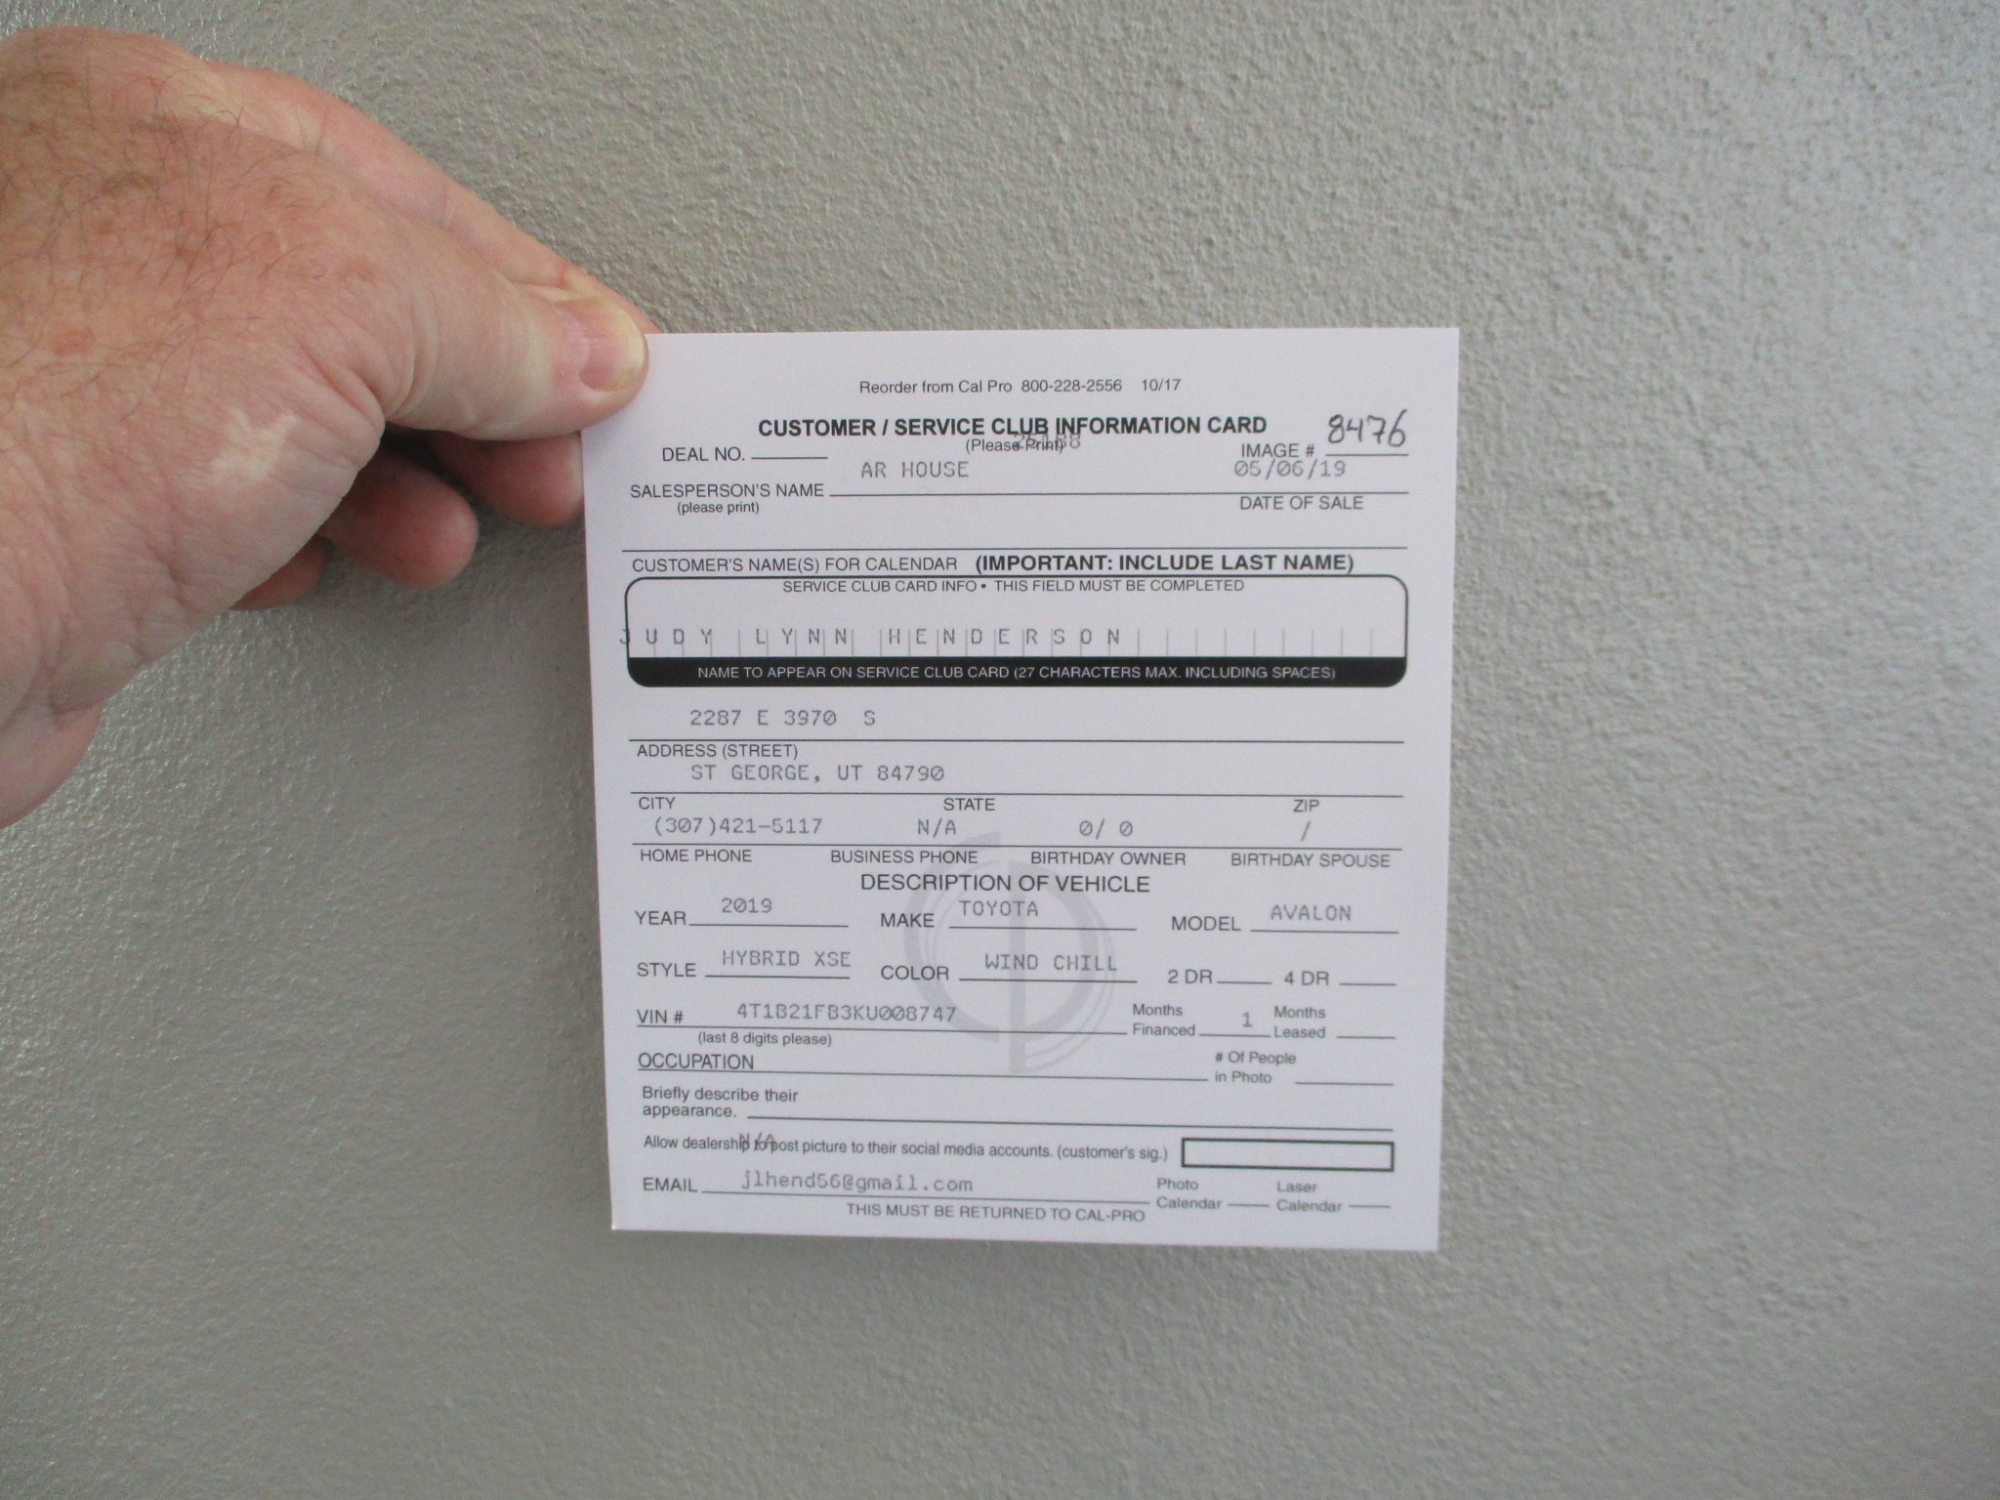 Reorder from Cal Pro 800-228-2556 10/17
CUSTOMER / SERVICE CLUB INFORMATION CARD 8476
(Please Print)
DEAL NO. IMAGE #
AR HOUSE 05/06/19
SALESPERSON'S NAME
(please print) DATE OF SALE
CUSTOMER'S NAME(S) FOR CALENDAR (IMPORTANT: INCLUDE LAST NAME)
SERVICE CLUB CARD INFO • THIS FIELD MUST BE COMPLETED
JUDY LYNN HENDERSON
NAME TO APPEAR ON SERVICE CLUB CARD (27 CHARACTERS MAX. INCLUDING SPACES)
2287 E 3970 S
ADDRESS (STREET)
ST GEORGE, UT 84790
CITY STATE ZIP
(307)421-5117 N/A 0/ 0 /
HOME PHONE BUSINESS PHONE BIRTHDAY OWNER BIRTHDAY SPOUSE
DESCRIPTION OF VEHICLE
YEAR 2019 MAKE TOYOTA MODEL AVALON
STYLE HYBRID XSE COLOR WIND CHILL 2 DR 4 DR
VIN # 4T1B21FB3KU008747 Months Financed 1 Months Leased
(last 8 digits please)
OCCUPATION # Of People in Photo
Briefly describe their
appearance.
N/A
Allow dealership to post picture to their social media accounts. (customer's sig.)
EMAIL jlhend56@gmail.com Photo Calendar Laser Calendar
THIS MUST BE RETURNED TO CAL-PRO